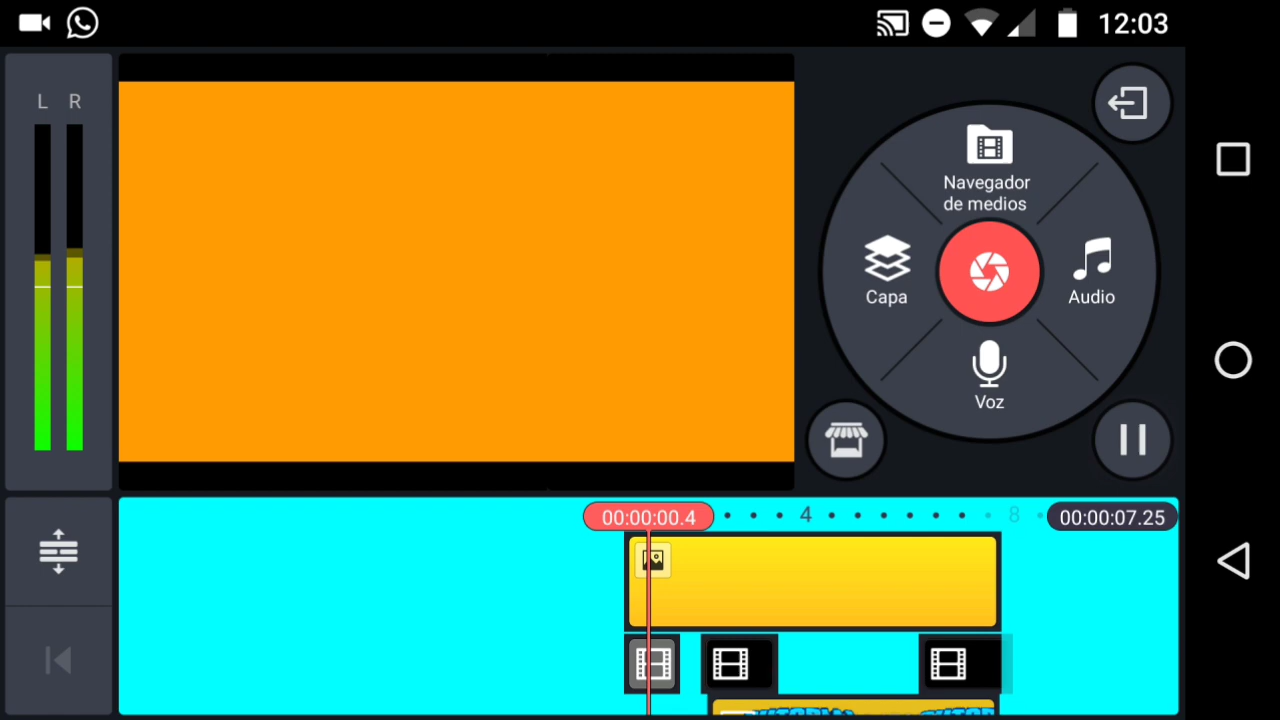 12:03
L R
Navegador
de medios
Capa
Audio
Voz
00:00:00.4
4
8
00:00:07.25